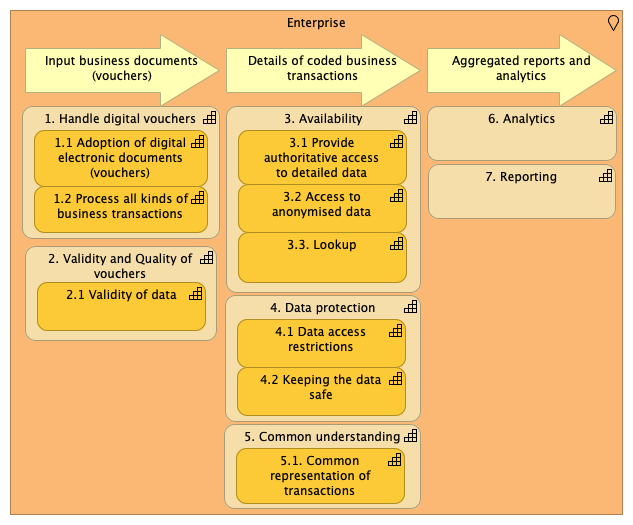 Enterprise
Input business documents
(vouchers)
Details of coded business
transactions
Aggregated reports and
analytics
1. Handle digital vouchers
1.1 Adoption of digital
electronic documents
(vouchers)
1.2 Process all kinds of
business transactions
2. Validity and Quality of
vouchers
2.1 Validity of data
3. Availability
3.1 Provide
authoritative access
to detailed data
3.2 Access to
anonymised data
3.3. Lookup
4. Data protection
4.1 Data access
restrictions
4.2 Keeping the data
safe
5. Common understanding
5.1. Common
representation of
transactions
6. Analytics
7. Reporting